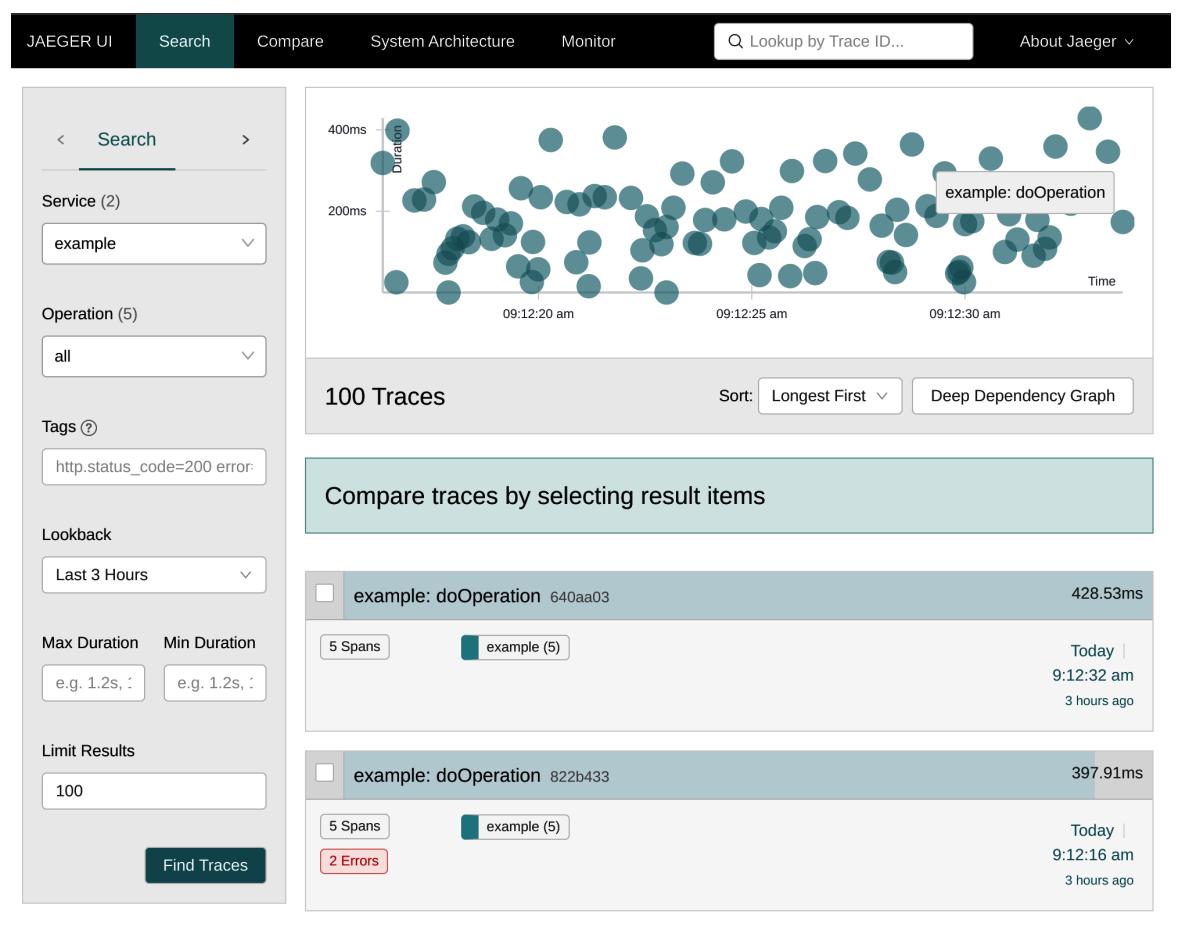 JAEGER UI Search Compare System Architecture Monitor Lookup by Trace ID... About Jaeger
Search
Service (2)
example
Operation (5)
all
Tags ?
http.status_code=200 error
Lookback
Last 3 Hours
Max Duration Min Duration
e.g. 1.2s, e.g. 1.2s,
Limit Results
100
Find Traces
Duration
400ms
200ms
example: doOperation
Time
09:12:20 am 09:12:25 am 09:12:30 am
100 Traces Sort: Longest First Deep Dependency Graph
Compare traces by selecting result items
example: doOperation 640aa03 428.53ms
5 Spans example (5) Today
9:12:32 am
3 hours ago
example: doOperation 822b433 397.91ms
5 Spans example (5) Today
2 Errors 9:12:16 am
3 hours ago